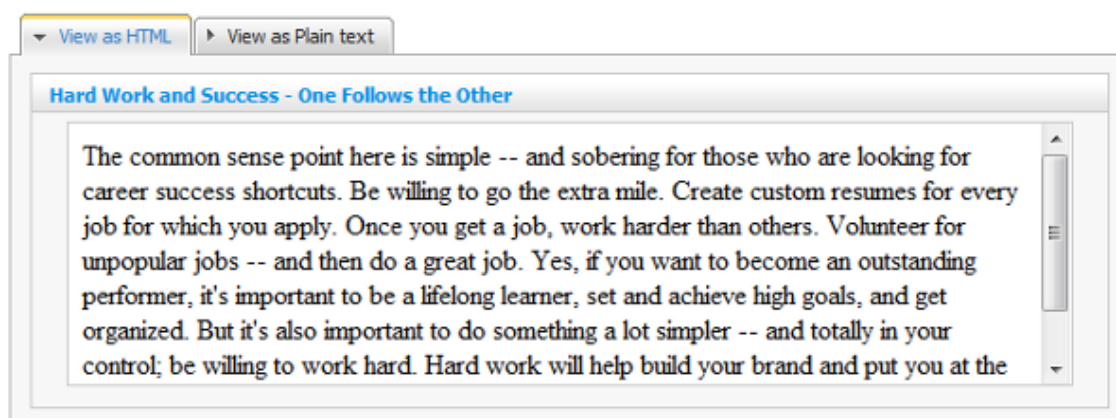 View as HTML View as Plain text
Hard Work and Success - One Follows the Other
The common sense point here is simple -- and sobering for those who are looking for
career success shortcuts. Be willing to go the extra mile. Create custom resumes for every
job for which you apply. Once you get a job, work harder than others. Volunteer for
unpopular jobs -- and then do a great job. Yes, if you want to become an outstanding
performer, it's important to be a lifelong learner, set and achieve high goals, and get
organized. But it's also important to do something a lot simpler -- and totally in your
control; be willing to work hard. Hard work will help build your brand and put you at the